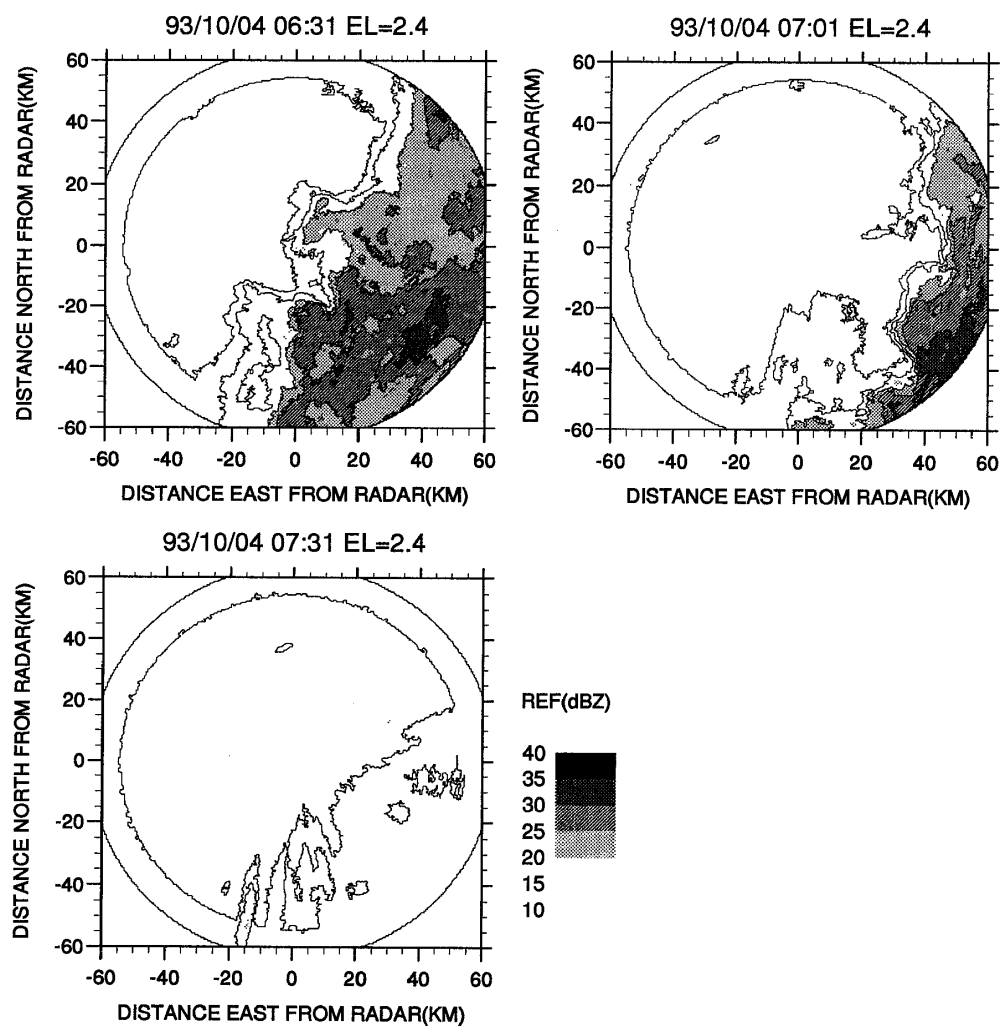 93/10/04 06:31 EL=2.4
60
40
20
0
-20
-40
-60
DISTANCE NORTH FROM RADAR(KM)
-60 -40 -20 0 20 40 60
DISTANCE EAST FROM RADAR(KM)
93/10/04 07:01 EL=2.4
60
40
20
0
-20
-40
-60
DISTANCE NORTH FROM RADAR(KM)
-60 -40 -20 0 20 40 60
DISTANCE EAST FROM RADAR(KM)
93/10/04 07:31 EL=2.4
60
40
20
0
-20
-40
-60
DISTANCE NORTH FROM RADAR(KM)
-60 -40 -20 0 20 40 60
DISTANCE EAST FROM RADAR(KM)
REF(dBZ)
40
35
30
25
20
15
10